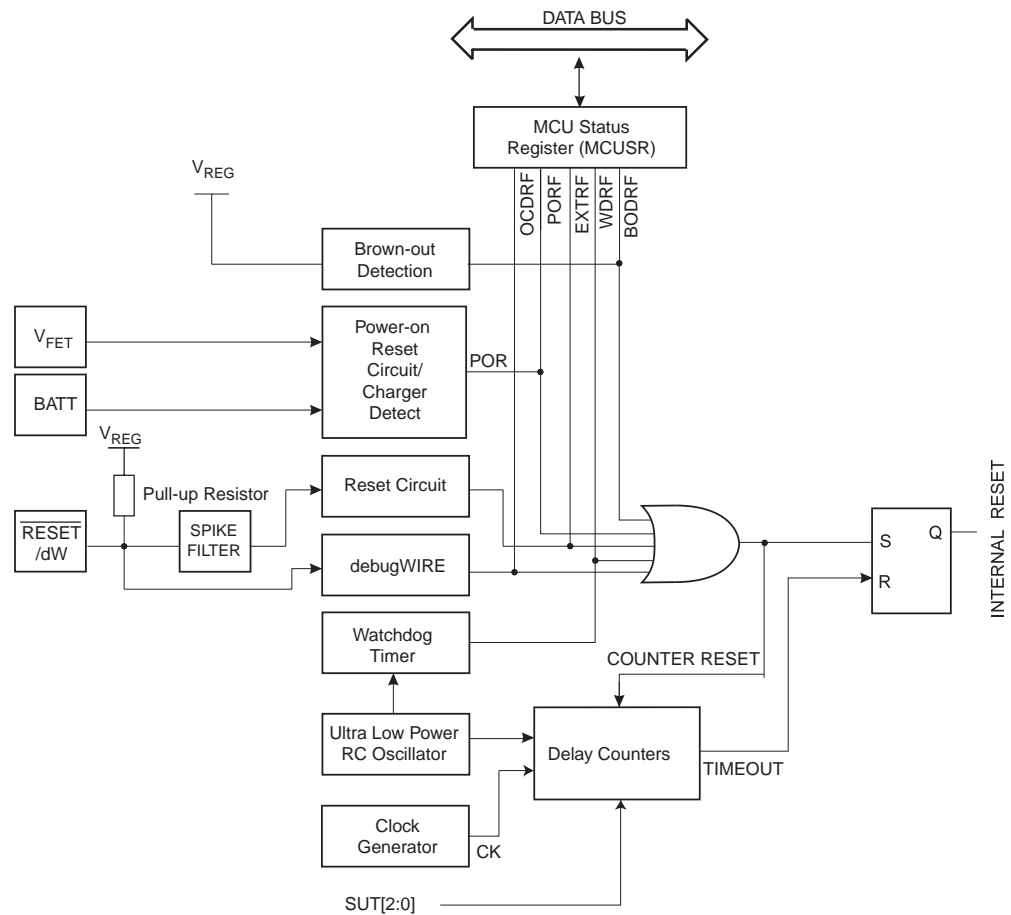 DATA BUS
MCU Status
Register (MCUSR)
OCDRF
PORF
EXTRF
WDRF
BODRF
VREG
Brown-out
Detection
VFET
BATT
Power-on
Reset
Circuit/
Charger
Detect
POR
VREG
Pull-up Resistor
RESET
/dW
SPIKE
FILTER
Reset Circuit
debugWIRE
Watchdog
Timer
Ultra Low Power
RC Oscillator
Clock
Generator
CK
SUT[2:0]
Delay Counters
COUNTER RESET
TIMEOUT
S
R
Q
INTERNAL RESET